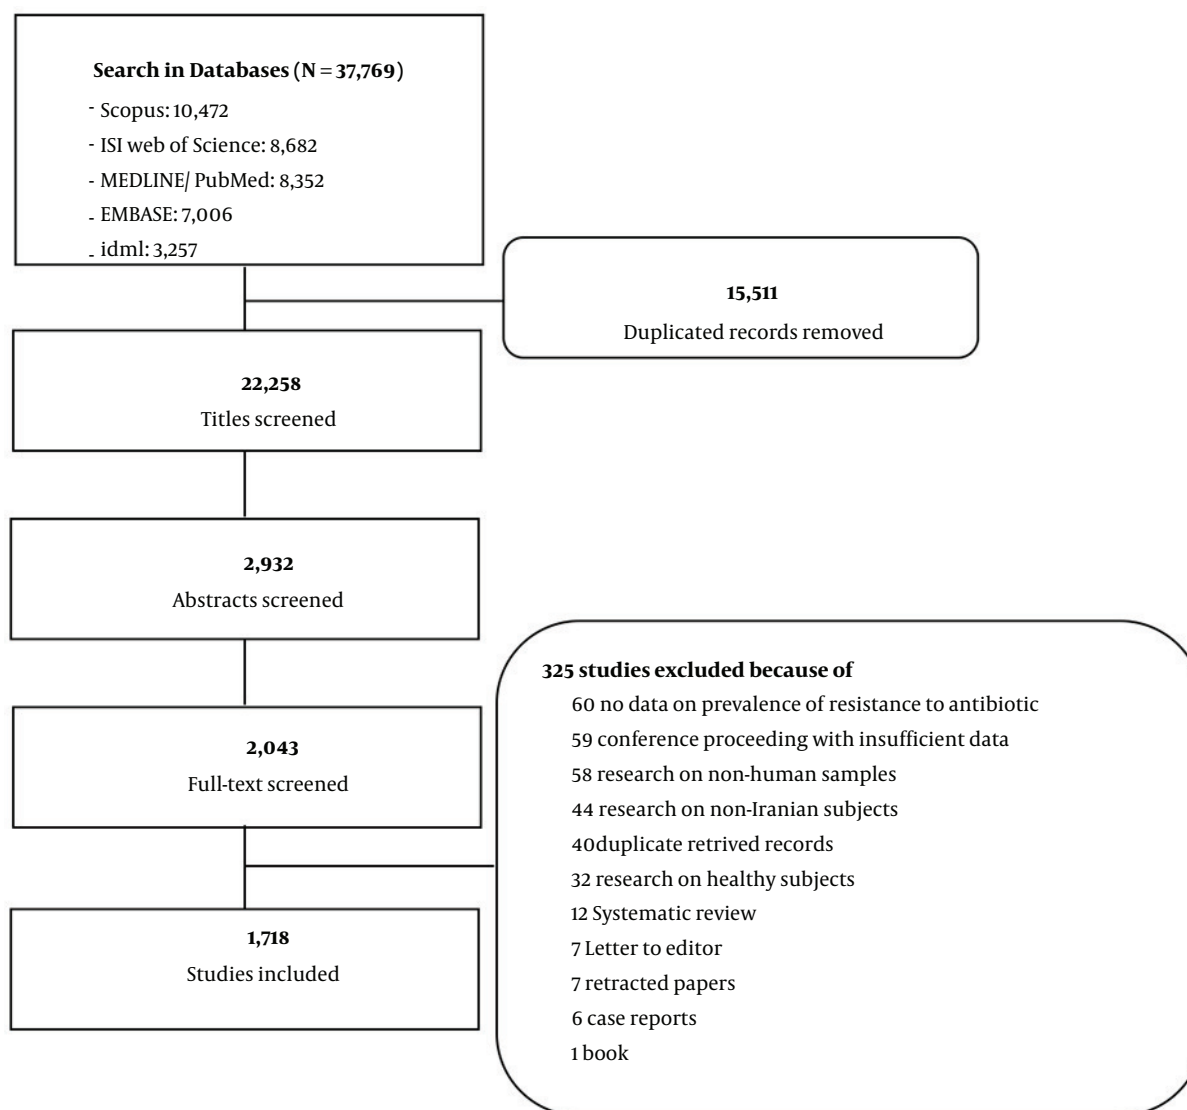 Search in Databases (N = 37,769)
- Scopus: 10,472
- ISI web of Science: 8,682
- MEDLINE/ PubMed: 8,352
- EMBASE: 7,006
- idml: 3,257
15,511
Duplicated records removed
22,258
Titles screened
2,932
Abstracts screened
2,043
Full-text screened
325 studies excluded because of
60 no data on prevalence of resistance to antibiotic
59 conference proceeding with insufficient data
58 research on non-human samples
44 research on non-Iranian subjects
40duplicate retrived records
32 research on healthy subjects
12 Systematic review
7 Letter to editor
7 retracted papers
6 case reports
1 book
1,718
Studies included